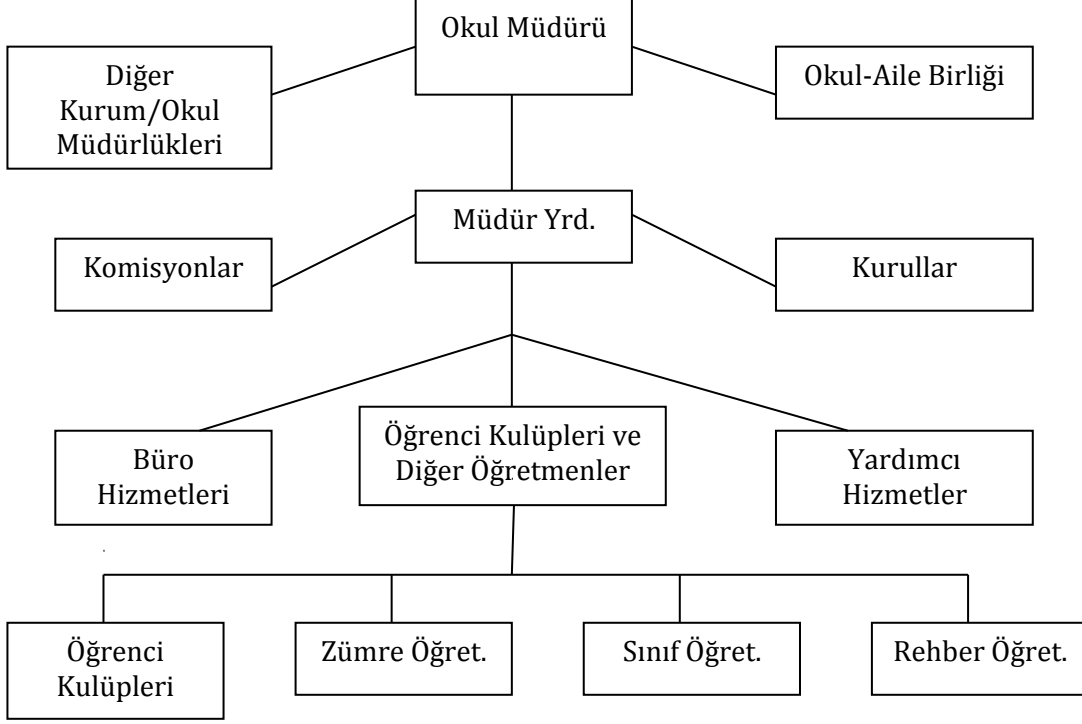 Okul Müdürü
Diğer
Kurum/Okul
Müdürlükleri
Okul-Aile Birliği
Müdür Yrd.
Komisyonlar
Kurullar
Büro
Hizmetleri
Öğrenci Kulüpleri ve
Diğer Öğretmenler
Yardımcı
Hizmetler
Öğrenci
Kulüpleri
Zümre Öğret.
Sınıf Öğret.
Rehber Öğret.